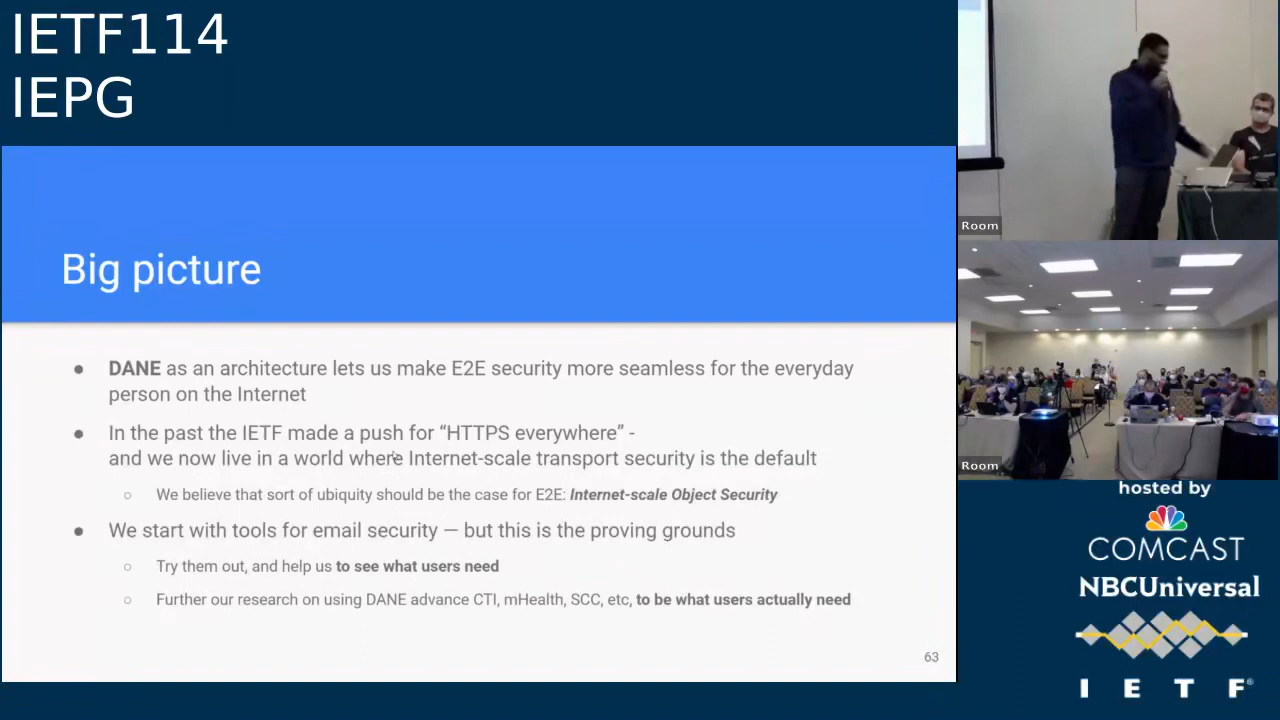 IETF114
IEPG
Big picture
● DANE as an architecture lets us make E2E security more seamless for the everyday
person on the Internet
● In the past the IETF made a push for “HTTPS everywhere” -
and we now live in a world where Internet-scale transport security is the default
○ We believe that sort of ubiquity should be the case for E2E: Internet-scale Object Security
● We start with tools for email security — but this is the proving grounds
○ Try them out, and help us to see what users need
○ Further our research on using DANE advance CTI, mHealth, SCC, etc, to be what users actually need
63
Room
Room
hosted by
COMCAST
NBCUniversal
I E T F®